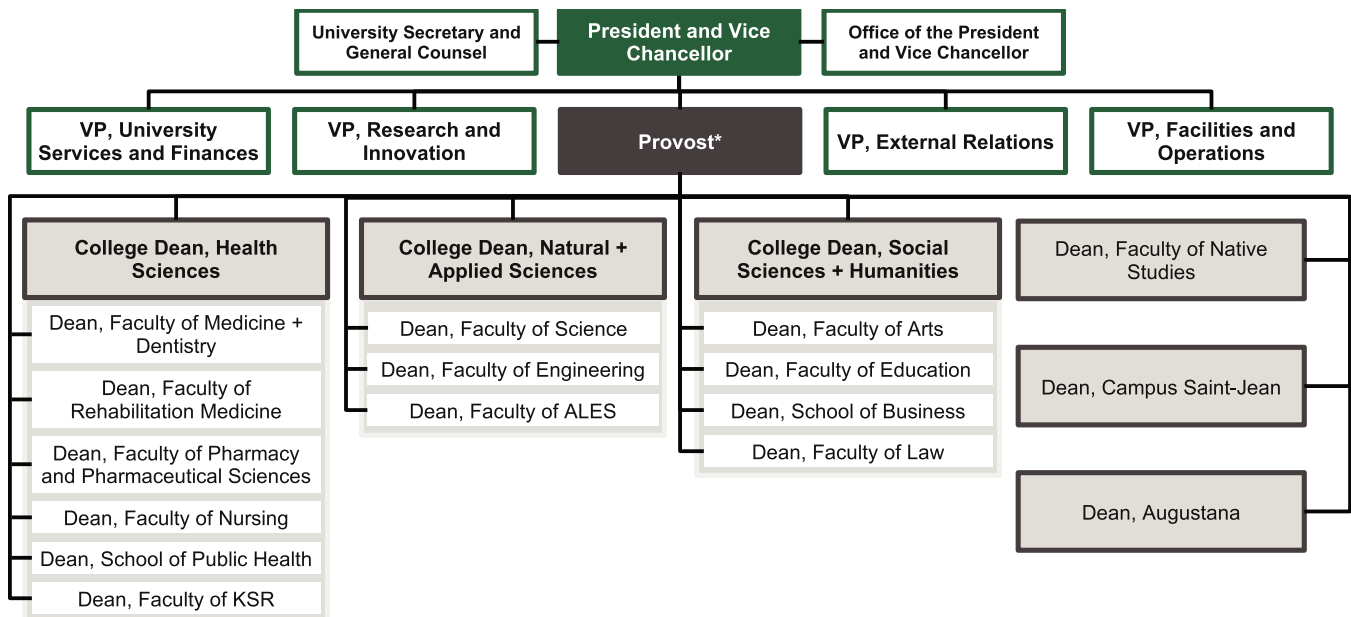 University Secretary and
General Counsel
President and Vice
Chancellor
Office of the President
and Vice Chancellor
VP, University
Services and Finances
VP, Research and
Innovation
Provost*
VP, External Relations
VP, Facilities and
Operations
College Dean, Health
Sciences
Dean, Faculty of Medicine +
Dentistry
Dean, Faculty of
Rehabilitation Medicine
Dean, Faculty of Pharmacy
and Pharmaceutical Sciences
Dean, Faculty of Nursing
Dean, School of Public Health
Dean, Faculty of KSR
College Dean, Natural +
Applied Sciences
Dean, Faculty of Science
Dean, Faculty of Engineering
Dean, Faculty of ALES
College Dean, Social
Sciences + Humanities
Dean, Faculty of Arts
Dean, Faculty of Education
Dean, School of Business
Dean, Faculty of Law
Dean, Faculty of Native
Studies
Dean, Campus Saint-Jean
Dean, Augustana